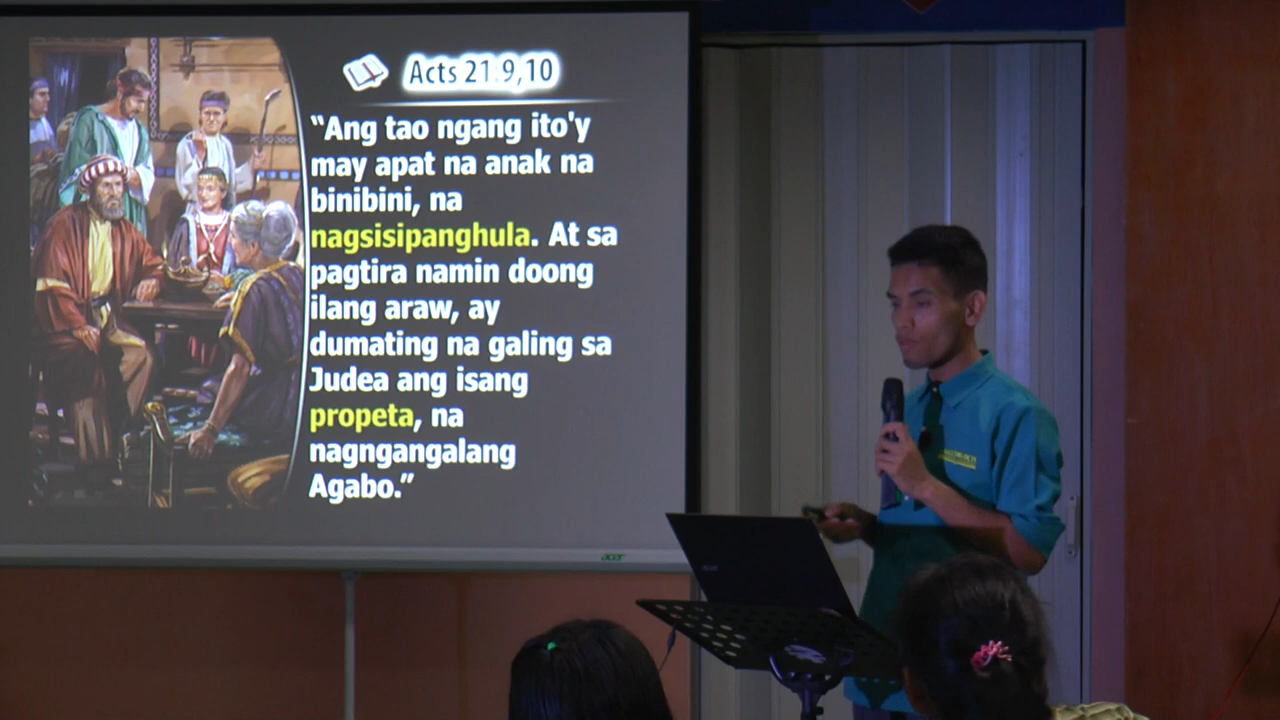 Acts 21:9,10
“Ang tao ngang ito'y
may apat na anak na
binibini, na
nagsisipanghula. At sa
pagtira namin doong
ilang araw, ay
dumating na galing sa
Judea ang isang
propeta, na
nagngangalang
Agabo.”
acer